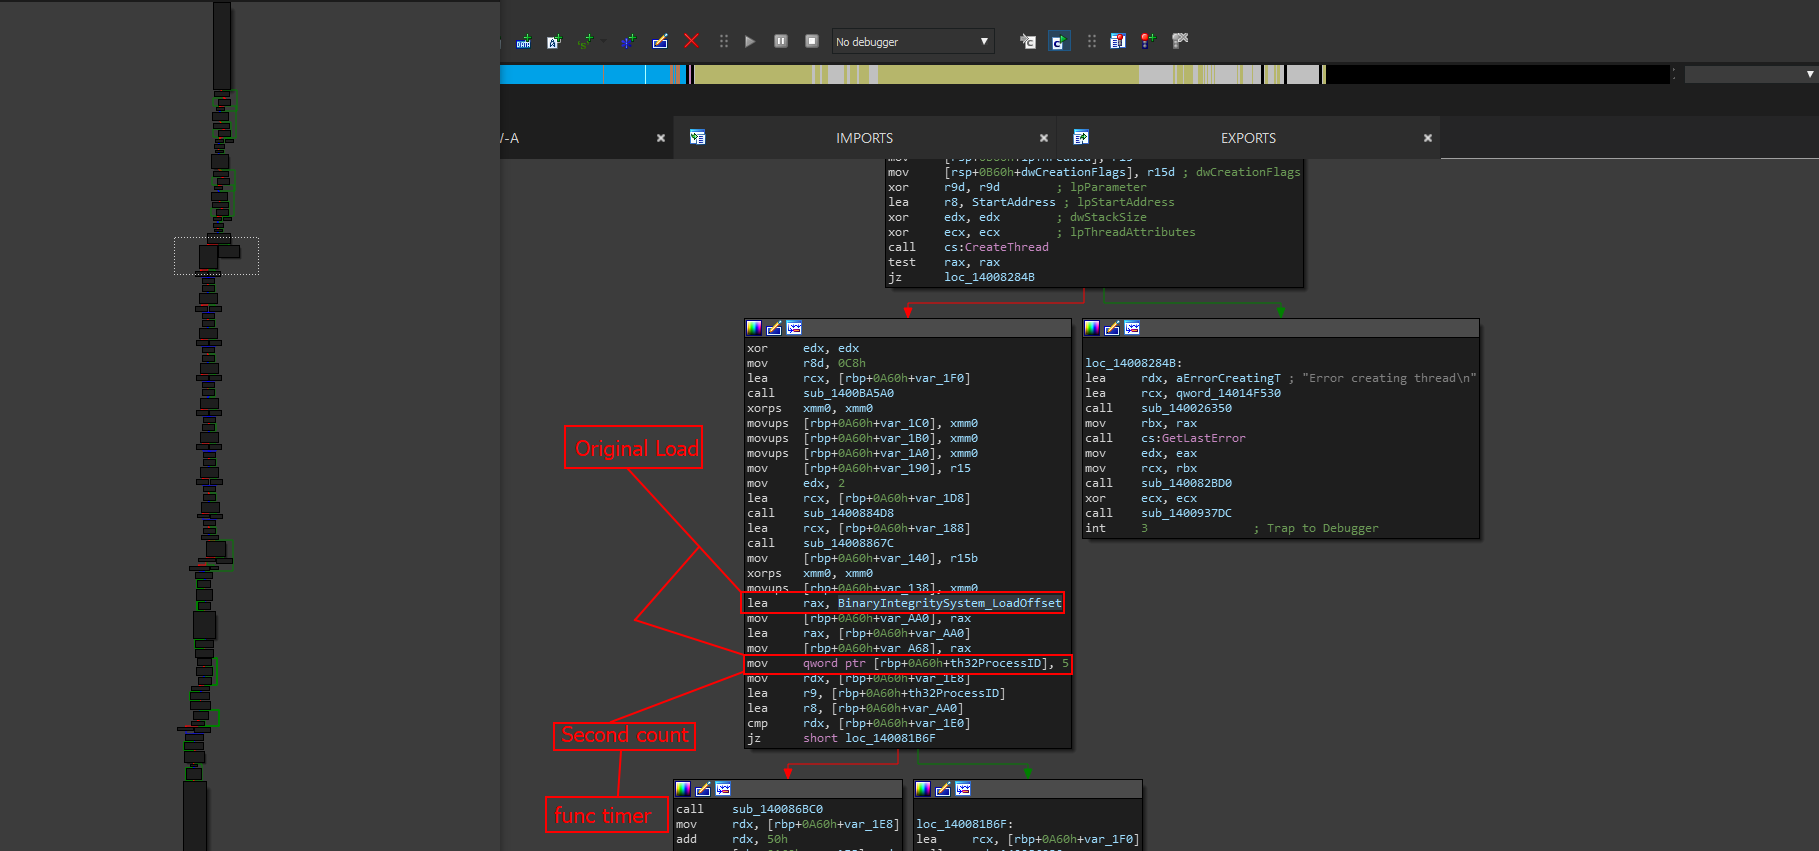 No debugger
V-A
IMPORTS
EXPORTS
mov [rsp+0B60h+lpThreadId], r15
mov [rsp+0B60h+dwCreationFlags], r15d ; dwCreationFlags
xor r9d, r9d ; lpParameter
lea r8, StartAddress ; lpStartAddress
xor edx, edx ; dwStackSize
xor ecx, ecx ; lpThreadAttributes
call cs:CreateThread
test rax, rax
jz loc_14008284B
xor edx, edx
mov r8d, 0C8h
lea rcx, [rbp+0A60h+var_1F0]
call sub_1400BA5A0
xorps xmm0, xmm0
movups [rbp+0A60h+var_1C0], xmm0
movups [rbp+0A60h+var_1B0], xmm0
movups [rbp+0A60h+var_1A0], xmm0
mov [rbp+0A60h+var_190], r15
mov edx, 2
lea rcx, [rbp+0A60h+var_1D8]
call sub_1400884D8
lea rcx, [rbp+0A60h+var_188]
call sub_14008867C
mov [rbp+0A60h+var_140], r15b
xorps xmm0, xmm0
movups [rbp+0A60h+var_138], xmm0
lea rax, BinaryIntegritySystem_LoadOffset
mov [rbp+0A60h+var_AA0], rax
lea rax, [rbp+0A60h+var_AA0]
mov [rbp+0A60h+var_A68], rax
mov qword ptr [rbp+0A60h+th32ProcessID], 5
mov rdx, [rbp+0A60h+var_1E8]
lea r9, [rbp+0A60h+th32ProcessID]
lea r8, [rbp+0A60h+var_AA0]
cmp rdx, [rbp+0A60h+var_1E0]
jz short loc_140081B6F
loc_14008284B:
lea rdx, aErrorCreatingT ; "Error creating thread\n"
lea rcx, qword_14014F530
call sub_140026350
mov rbx, rax
call cs:GetLastError
mov edx, eax
mov rcx, rbx
call sub_140082BD0
xor ecx, ecx
call sub_1400937DC
int 3 ; Trap to Debugger
Original Load
Second count
func timer
call sub_140086BC0
mov rdx, [rbp+0A60h+var_1E8]
add rdx, 50h
loc_140081B6F:
lea rcx, [rbp+0A60h+var_1F0]